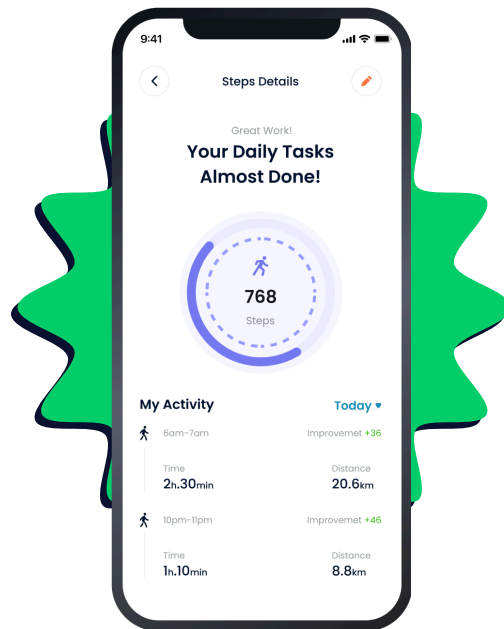 9:41
Steps Details
Great Work!
Your Daily Tasks
Almost Done!
768
Steps
My Activity
Today
6am-7am
Improvemet +36
Time
Distance
2h.30min
20.6km
10pm-11pm
Improvemet +46
Time
Distance
1h.10min
8.8km